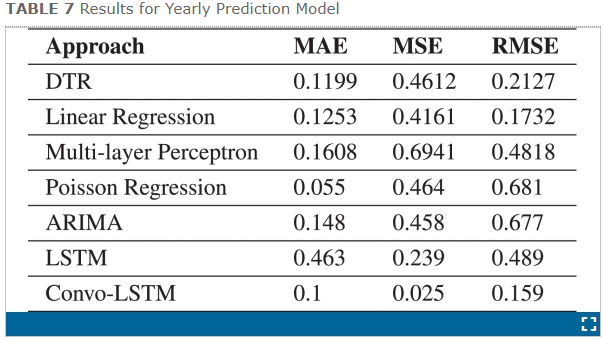 TABLE 7 Results for Yearly Prediction Model
Approach MAE MSE RMSE
DTR 0.1199 0.4612 0.2127
Linear Regression 0.1253 0.4161 0.1732
Multi-layer Perceptron 0.1608 0.6941 0.4818
Poisson Regression 0.055 0.464 0.681
ARIMA 0.148 0.458 0.677
LSTM 0.463 0.239 0.489
Convo-LSTM 0.1 0.025 0.159